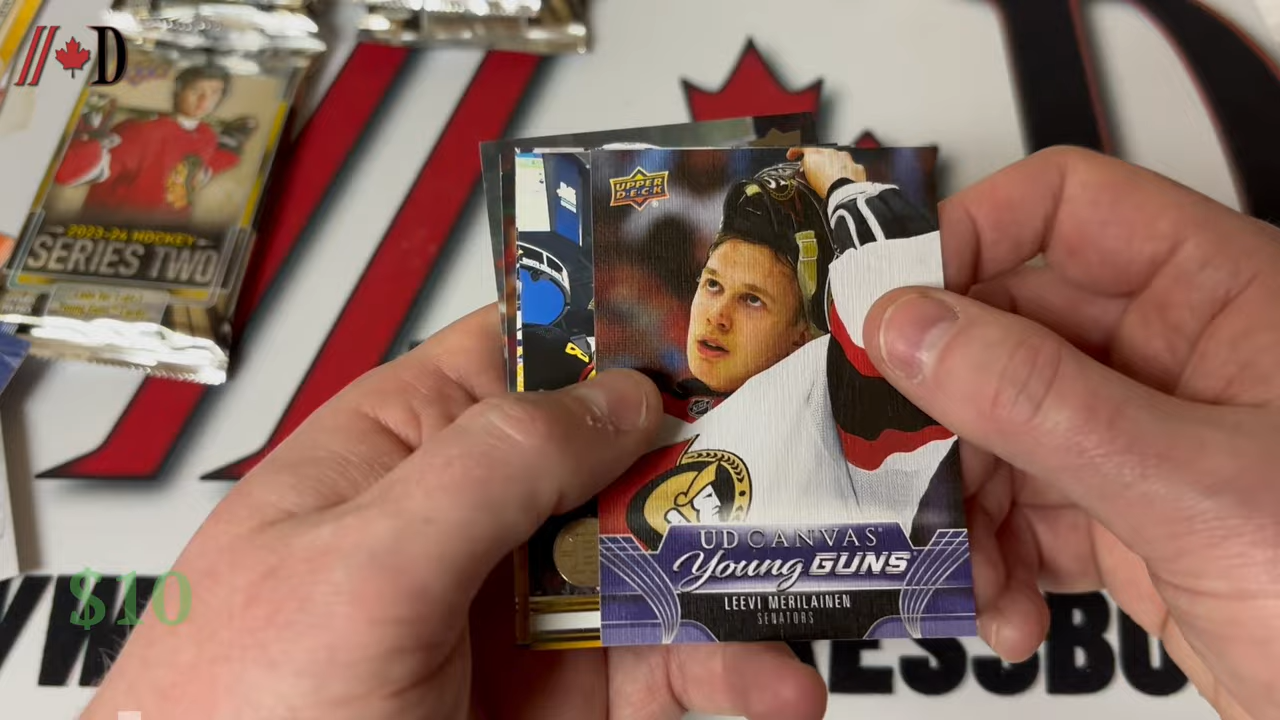 D
2023-24 HOCKEY
SERIES TWO
UPPER
DECK
UD CANVAS
Young GUNS
LEEVI MERILAINEN
SENATORS
$10